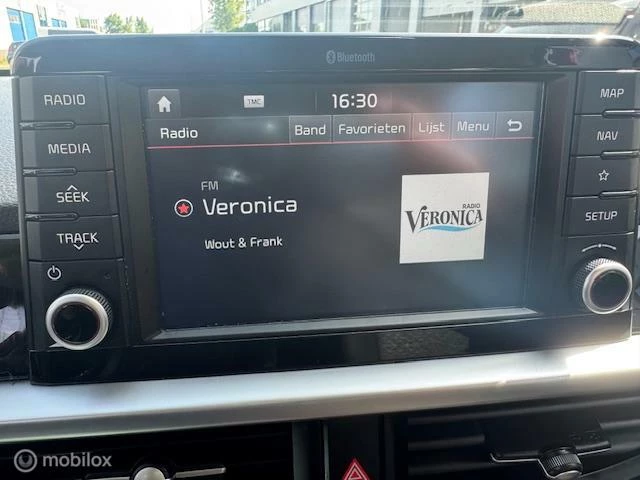 Bluetooth
RADIO
MEDIA
SEEK
TRACK
TMC 16:30
Radio Band Favorieten Lijst Menu
FM
Veronica
Wout & Frank
RADIO
VERONICA
MAP
NAV
SETUP
mobilox